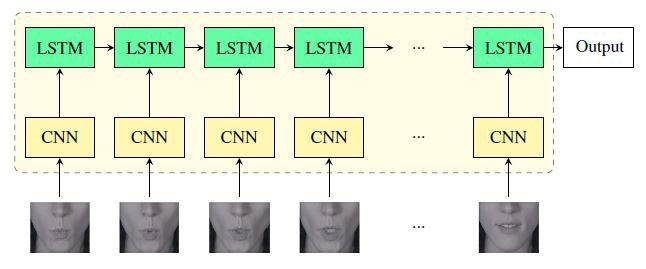 LSTM LSTM LSTM LSTM ... LSTM Output
CNN CNN CNN CNN ... CNN
...